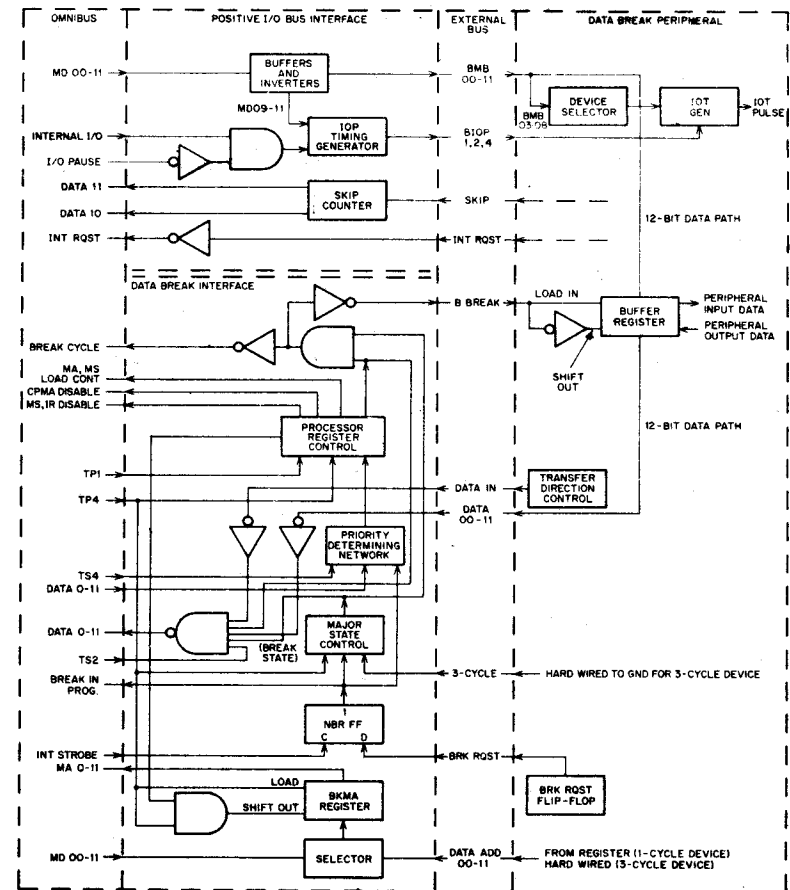 OMNIBUS
POSITIVE I/O BUS INTERFACE
EXTERNAL
BUS
DATA BREAK PERIPHERAL
MD 00-11
BUFFERS
AND
INVERTERS
BMB
00-11
MD09-11
BMB
03-08
DEVICE
SELECTOR
IOT
GEN
IOT
PULSE
INTERNAL I/O
IOP
TIMING
GENERATOR
BIOP
1,2,4
I/O PAUSE
DATA 11
SKIP
COUNTER
SKIP
DATA 10
12-BIT DATA PATH
INT RQST
INT RQST
DATA BREAK INTERFACE
B BREAK
LOAD IN
BUFFER
REGISTER
PERIPHERAL
INPUT DATA
PERIPHERAL
OUTPUT DATA
SHIFT
OUT
BREAK CYCLE
MA, MS
LOAD CONT
CPMA DISABLE
MS,IR DISABLE
PROCESSOR
REGISTER
CONTROL
12-BIT DATA PATH
TP1
TP4
DATA IN
TRANSFER
DIRECTION
CONTROL
DATA
00-11
PRIORITY
DETERMINING
NETWORK
TS4
DATA 0-11
DATA 0-11
(BREAK
STATE)
MAJOR
STATE
CONTROL
TS2
BREAK IN
PROG.
3-CYCLE
HARD WIRED TO GND FOR 3-CYCLE DEVICE
NBR FF
C D
INT STROBE
BRK RQST
MA 0-11
BRK RQST
FLIP-FLOP
LOAD
SHIFT OUT
BKMA
REGISTER
MD 00-11
SELECTOR
DATA ADD
00-11
FROM REGISTER (1-CYCLE DEVICE)
HARD WIRED (3-CYCLE DEVICE)